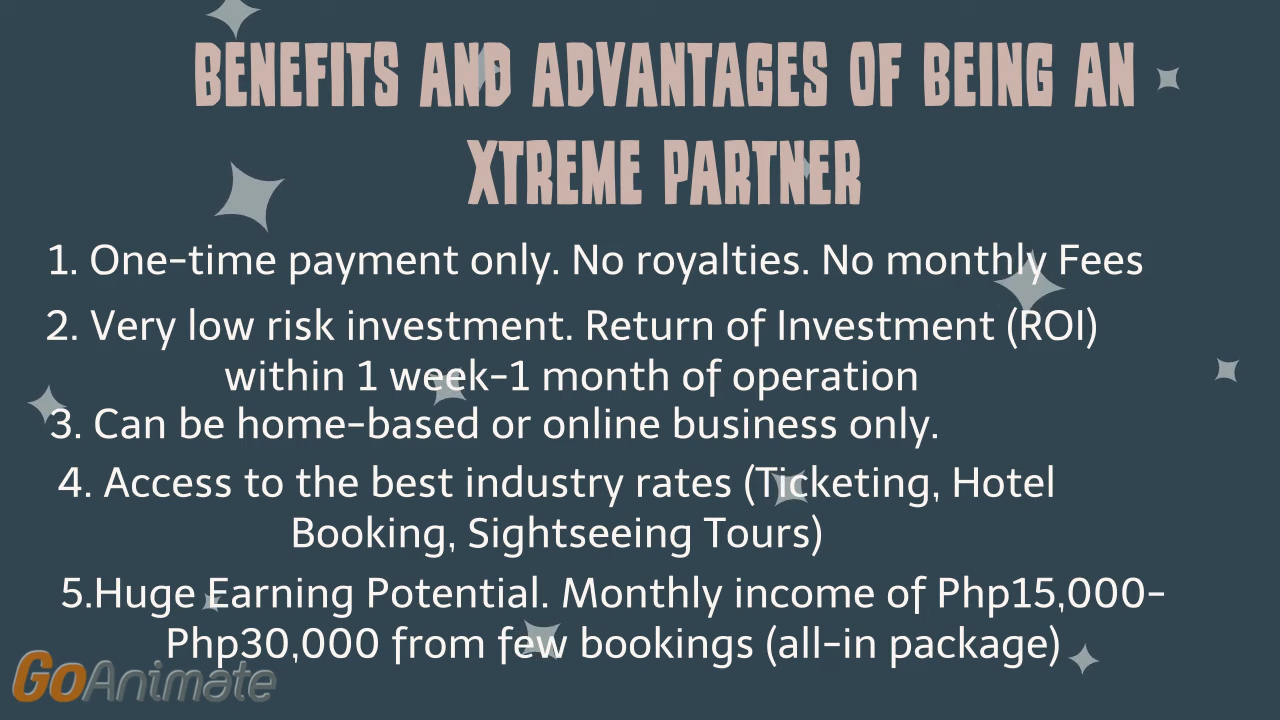 BENEFITS AND ADVANTAGES OF BEING AN
XTREME PARTNER
1. One-time payment only. No royalties. No monthly Fees
2. Very low risk investment. Return of Investment (ROI)
within 1 week-1 month of operation
3. Can be home-based or online business only.
4. Access to the best industry rates (Ticketing, Hotel
Booking, Sightseeing Tours)
5.Huge Earning Potential. Monthly income of Php15,000-
Php30,000 from few bookings (all-in package)
GoAnimate